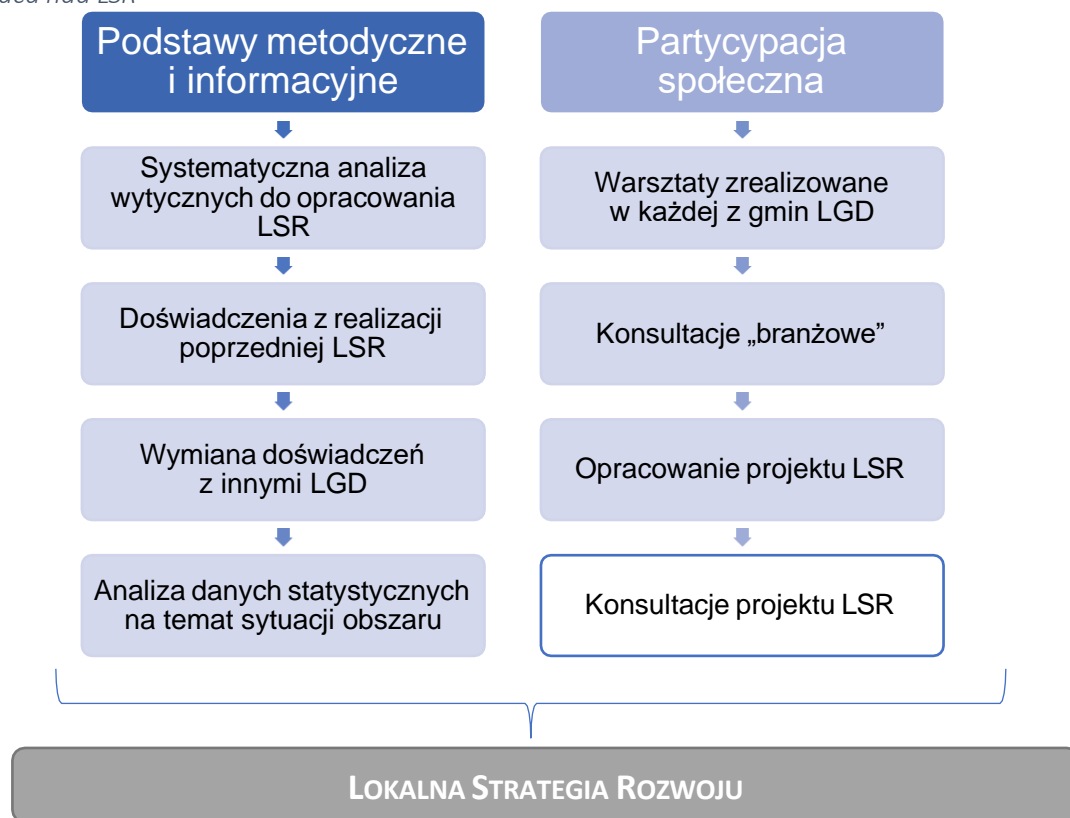 nad LSR
Podstawy metodyczne
i informacyjne
Systematyczna analiza
wytycznych do opracowania
LSR
Doświadczenia z realizacji
poprzedniej LSR
Wymiana doświadczeń
z innymi LGD
Analiza danych statystycznych
na temat sytuacji obszaru
Partycypacja
społeczna
Warsztaty zrealizowane
w każdej z gmin LGD
Konsultacje „branżowe”
Opracowanie projektu LSR
Konsultacje projektu LSR
LOKALNA STRATEGIA ROZWOJU